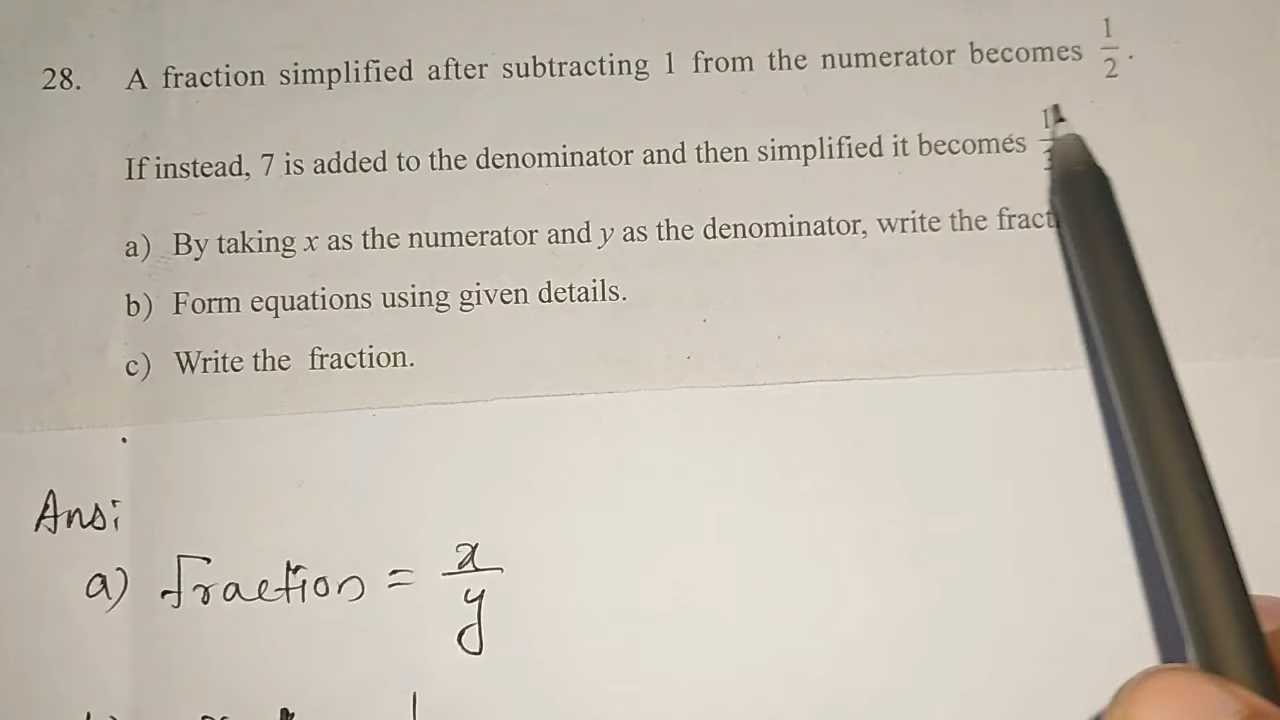 28. A fraction simplified after subtracting 1 from the numerator becomes 1/2.
If instead, 7 is added to the denominator and then simplified it becomes
a) By taking x as the numerator and y as the denominator, write the
b) Form equations using given details.
c) Write the fraction.
Ans:
a) fraction = x/y